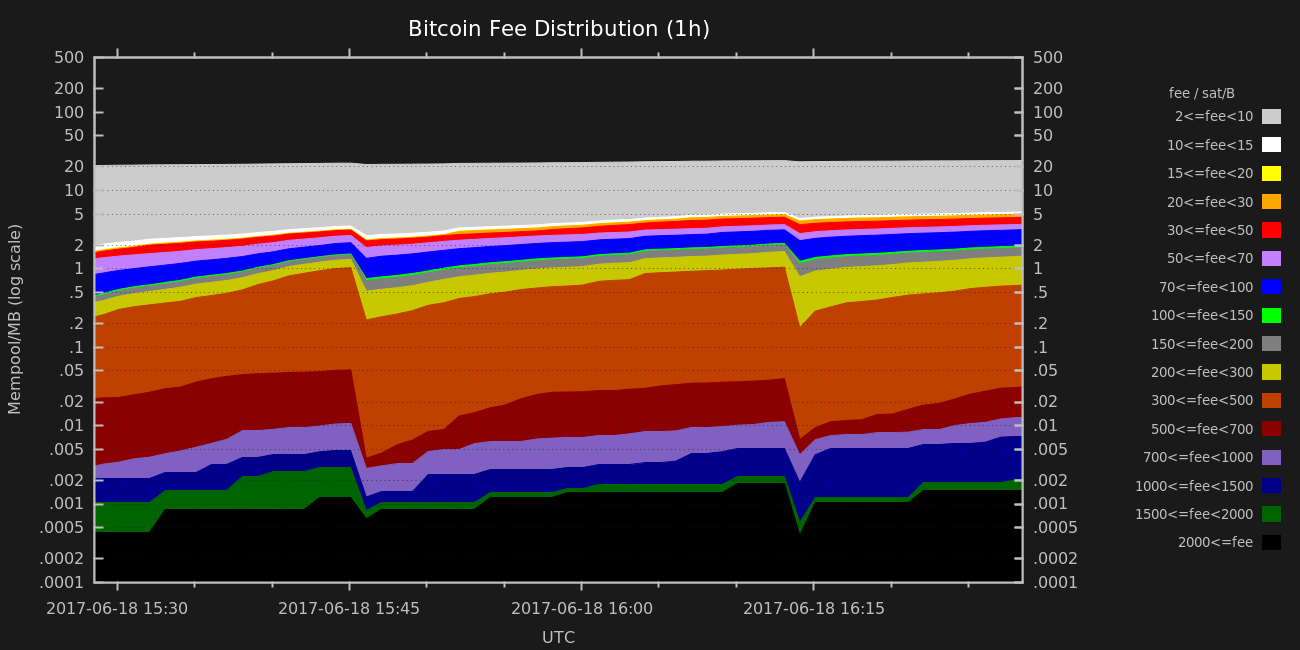 Bitcoin Fee Distribution (1h)
500 500
200 200
100 100
50 50
20 20
10 10
5 5
2 2
1 1
.5 .5
.2 .2
.1 .1
.05 .05
.02 .02
.01 .01
.005 .005
.002 .002
.001 .001
.0005 .0005
.0002 .0002
.0001 .0001
Mempool/MB (log scale)
2017-06-18 15:30 2017-06-18 15:45 2017-06-18 16:00 2017-06-18 16:15
UTC
fee / sat/B
2<=fee<10
10<=fee<15
15<=fee<20
20<=fee<30
30<=fee<50
50<=fee<70
70<=fee<100
100<=fee<150
150<=fee<200
200<=fee<300
300<=fee<500
500<=fee<700
700<=fee<1000
1000<=fee<1500
1500<=fee<2000
2000<=fee